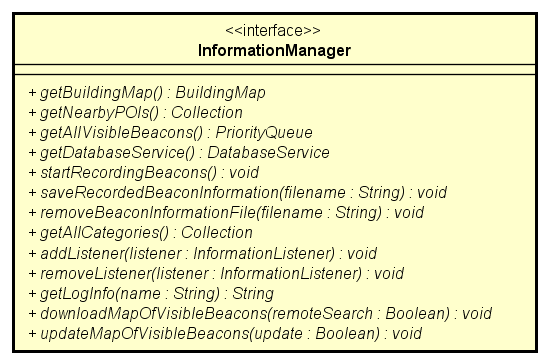 <<interface>>
InformationManager
+ getBuildingMap() : BuildingMap
+ getNearbyPOIs() : Collection
+ getAllVisibleBeacons() : PriorityQueue
+ getDatabaseService() : DatabaseService
+ startRecordingBeacons() : void
+ saveRecordedBeaconInformation(filename : String) : void
+ removeBeaconInformationFile(filename : String) : void
+ getAllCategories() : Collection
+ addListener(listener : InformationListener) : void
+ removeListener(listener : InformationListener) : void
+ getLogInfo(name : String) : String
+ downloadMapOfVisibleBeacons(remoteSearch : Boolean) : void
+ updateMapOfVisibleBeacons(update : Boolean) : void